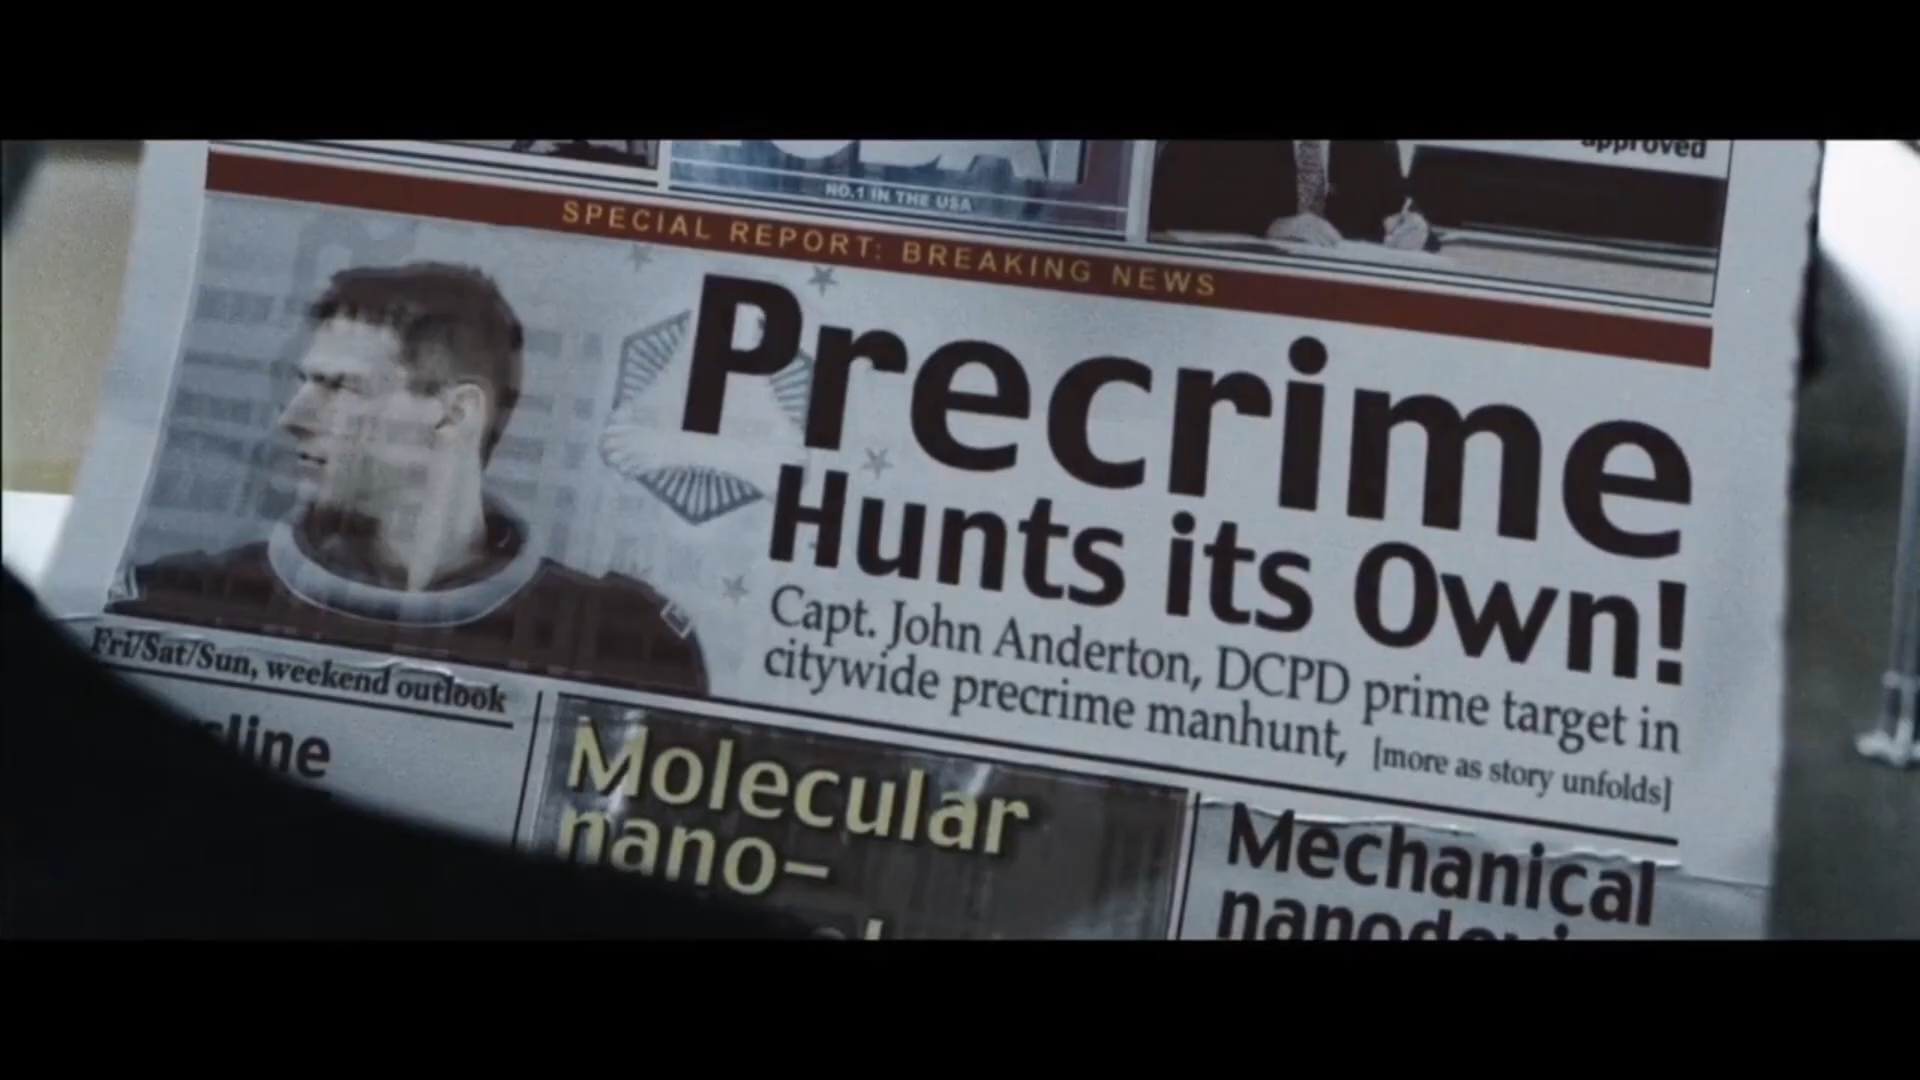 approved
NO.1 IN THE USA
SPECIAL REPORT: BREAKING NEWS
Precrime
Hunts its Own!
Capt. John Anderton, DCPD prime target in
citywide precrime manhunt, [more as story unfolds]
Fri/Sat/Sun, weekend outlook
Molecular
nano-
Mechanical